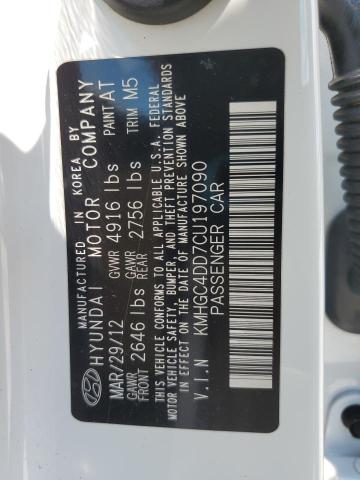 MANUFACTURED IN KOREA BY
HYUNDAI MOTOR COMPANY
MAR/29/12 GVWR 4916 lbs PAINT AT
GAWR FRONT 2646 lbs GAWR REAR 2756 lbs TRIM M5
THIS VEHICLE CONFORMS TO ALL APPLICABLE U.S.A. FEDERAL
MOTOR VEHICLE SAFETY, BUMPER, AND THEFT PREVENTION STANDARDS
IN EFFECT ON THE DATE OF MANUFACTURE SHOWN ABOVE
V.I.N KMHGC4DD7CU197090
PASSENGER CAR